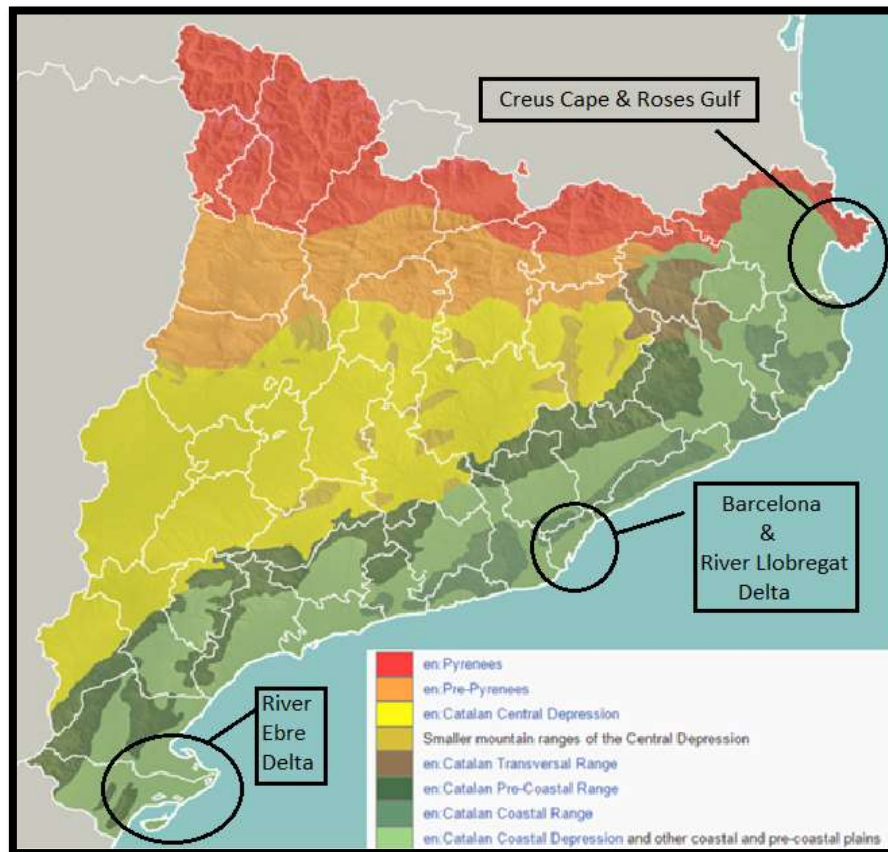 Creus Cape & Roses Gulf
Barcelona
&
River Llobregat
Delta
River
Ebre
Delta
en:Pyrenees
en:Pre-Pyrenees
en:Catalan Central Depression
Smaller mountain ranges of the Central Depression
en:Catalan Transversal Range
en:Catalan Pre-Coastal Range
en:Catalan Coastal Range
en:Catalan Coastal Depression and other coastal and pre-coastal plains